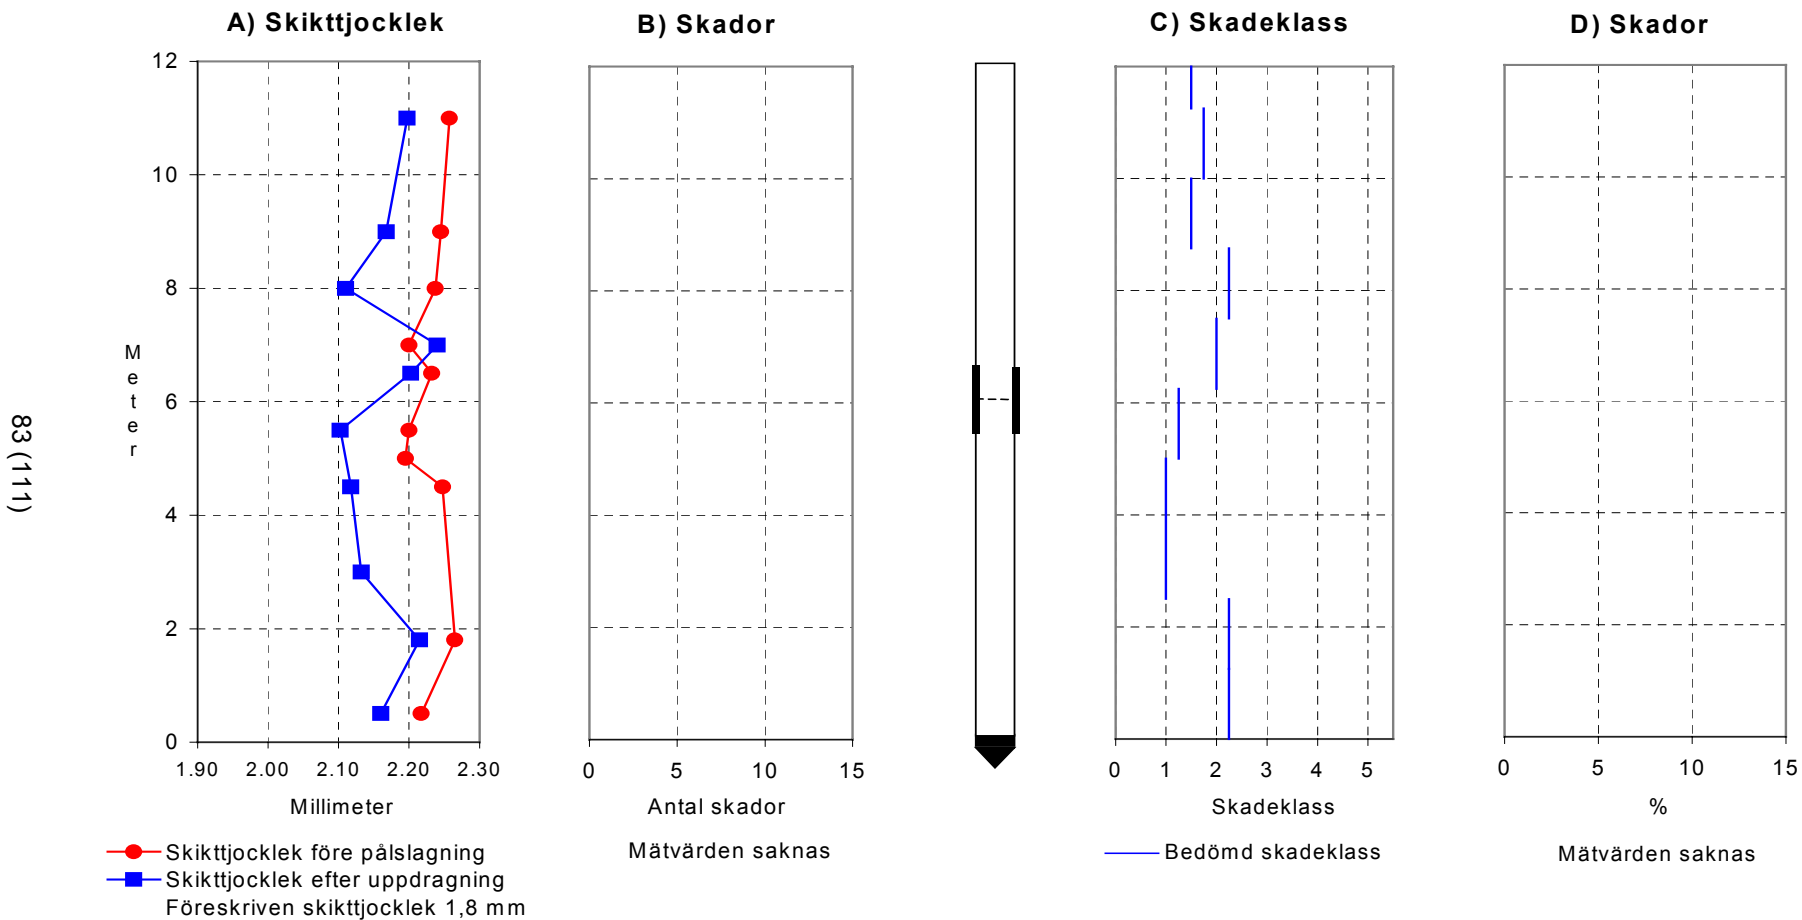 A) Skikttjocklek
B) Skador
C) Skadeklass
D) Skador
12
10
8
6
4
2
0
Meter
1.90 2.00 2.10 2.20 2.30
Millimeter
Skikttjocklek före pålslagning
Skikttjocklek efter uppdragning
Föreskriven skikttjocklek 1,8 mm
0 5 10 15
Antal skador
Mätvärden saknas
0 1 2 3 4 5
Skadeklass
Bedömd skadeklass
0 5 10 15
%
Mätvärden saknas
83 (111)